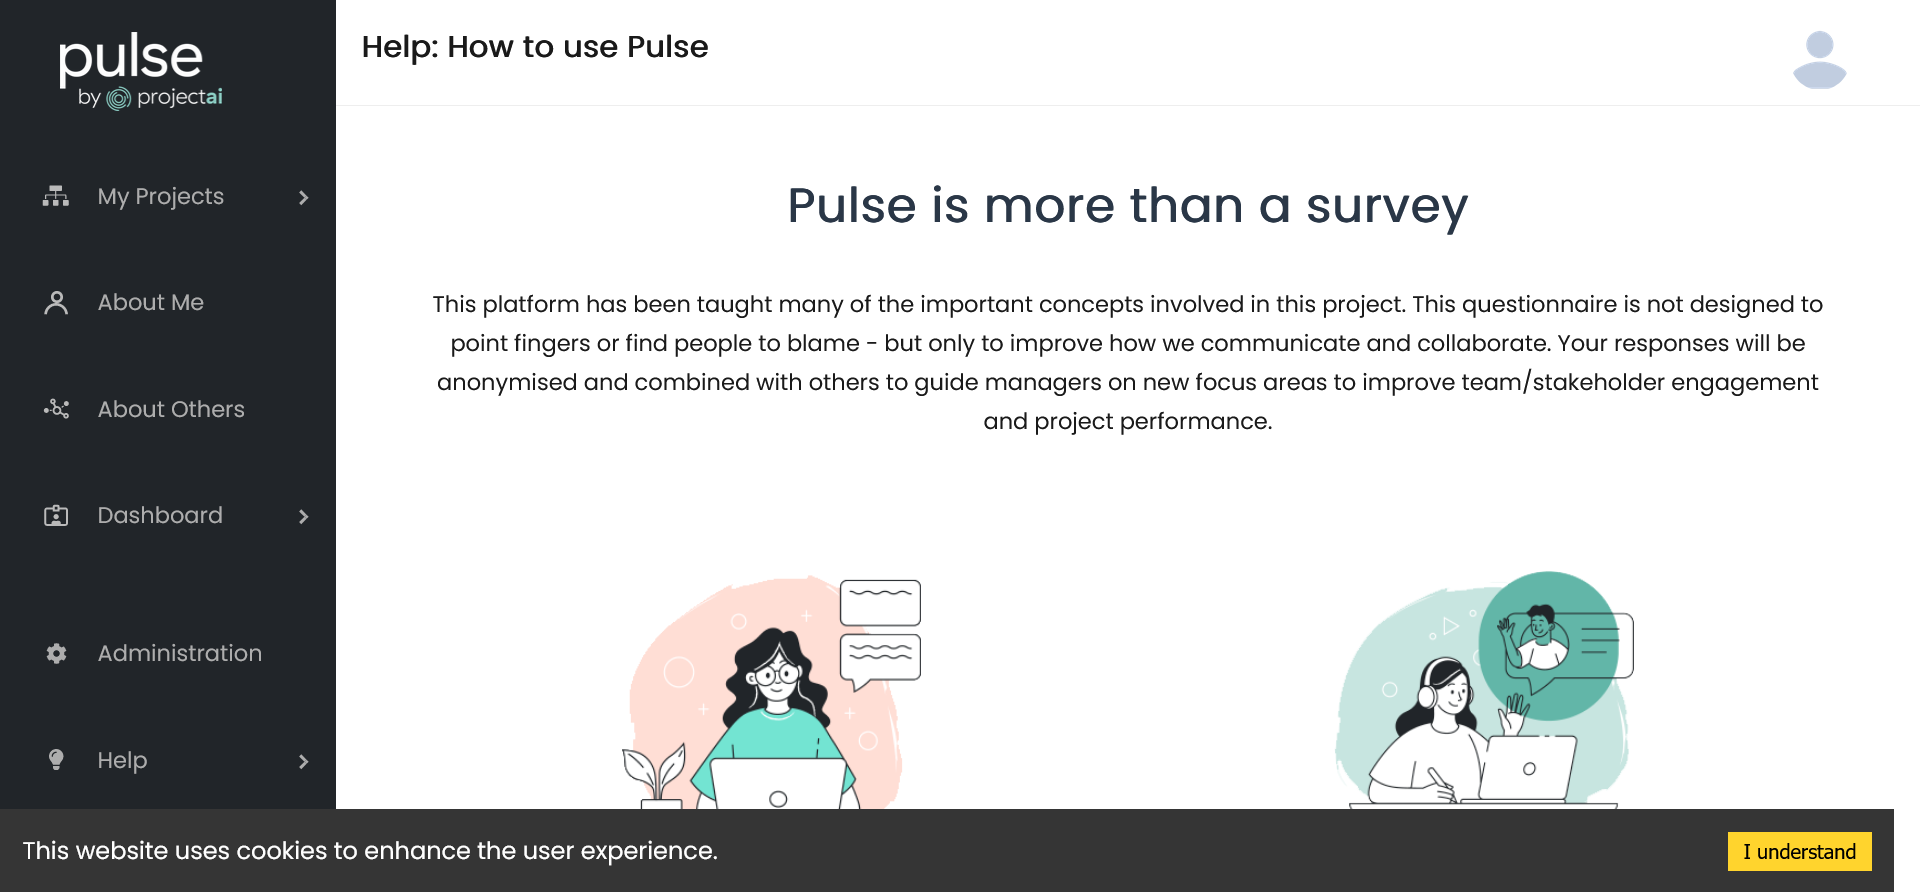 pulse
by projectai
My Projects
About Me
About Others
Dashboard
Administration
Help
Help: How to use Pulse
Pulse is more than a survey
This platform has been taught many of the important concepts involved in this project. This questionnaire is not designed to
point fingers or find people to blame - but only to improve how we communicate and collaborate. Your responses will be
anonymised and combined with others to guide managers on new focus areas to improve team/stakeholder engagement
and project performance.
This website uses cookies to enhance the user experience.
I understand